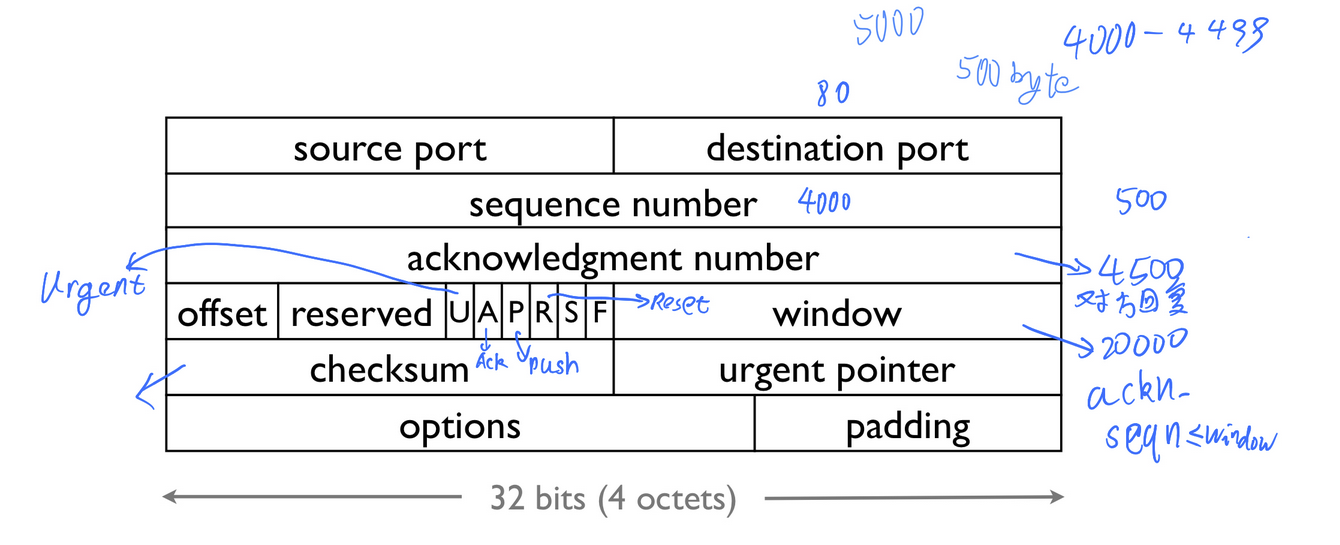 5000
4000-4499
500 byte
80
source port destination port
sequence number 4000
500
acknowledgment number
4500
对方回复
Urgent
offset reserved U A P R S F window
Reset
20000
Ack push
checksum urgent pointer
ackn-
seqn≤window
options padding
32 bits (4 octets)